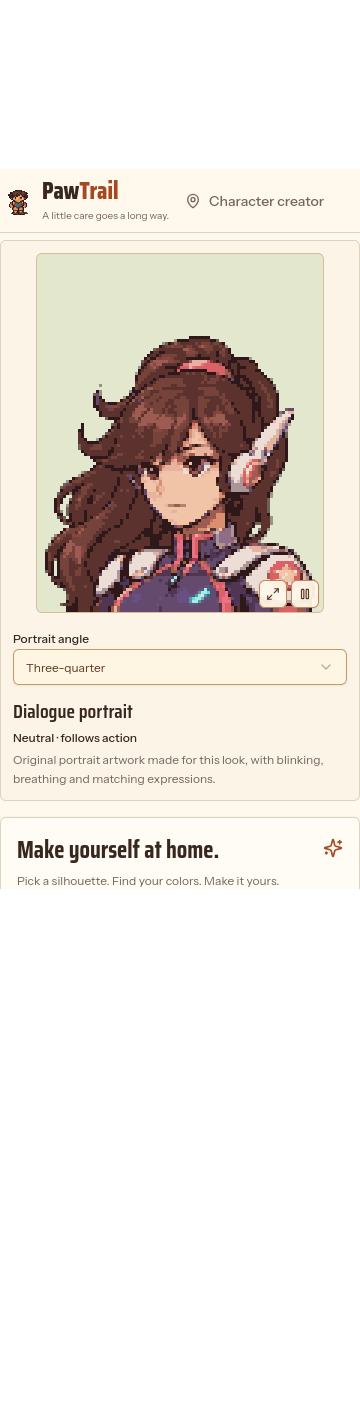 PawTrail
A little care goes a long way.
Character creator
Portrait angle
Three-quarter
Dialogue portrait
Neutral · follows action
Original portrait artwork made for this look, with blinking,
breathing and matching expressions.
Make yourself at home.
Pick a silhouette. Find your colors. Make it yours.